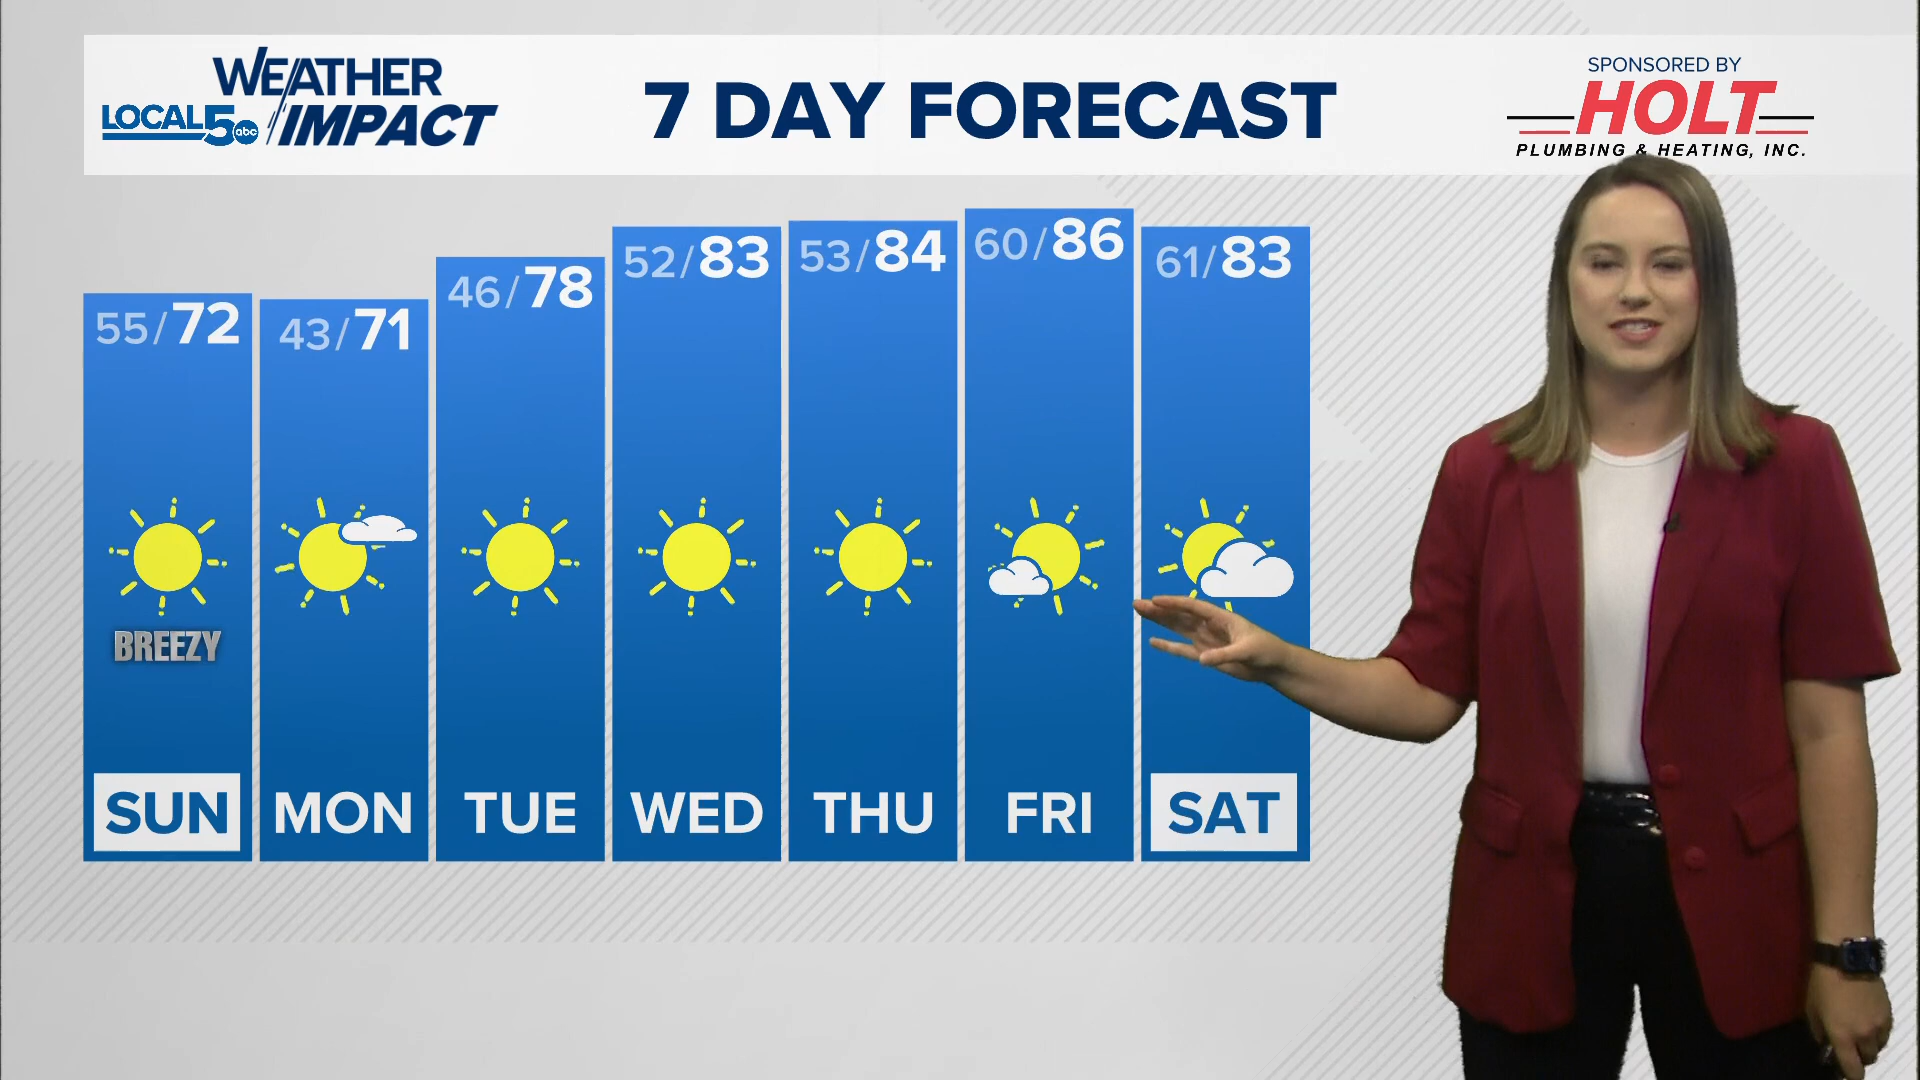 WEATHER
LOCAL 5 abc IMPACT
7 DAY FORECAST
SPONSORED BY
HOLT
PLUMBING & HEATING, INC.
55/72
43/71
46/78
52/83
53/84
60/86
61/83
BREEZY
SUN
MON
TUE
WED
THU
FRI
SAT